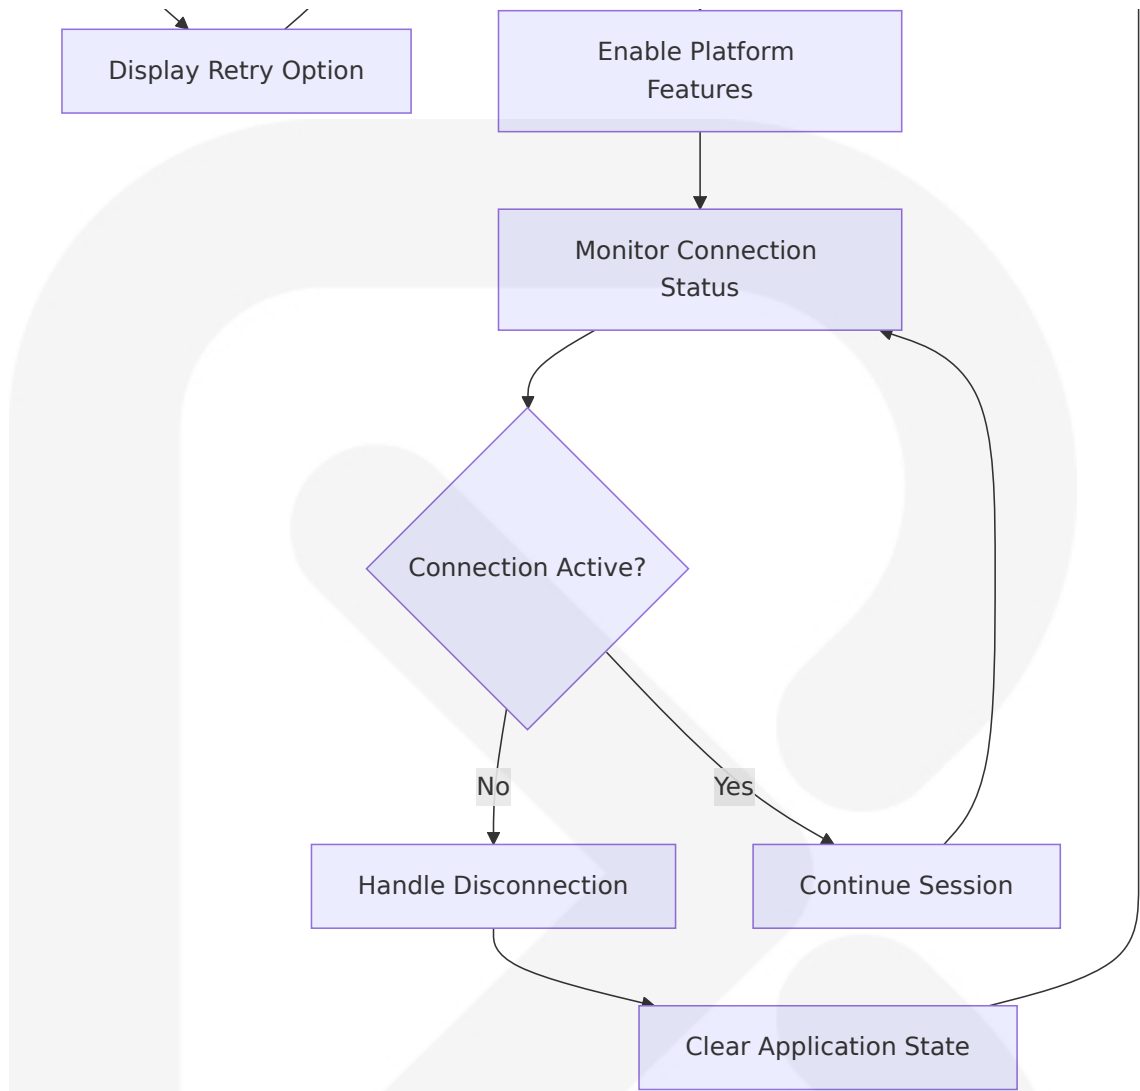 Display Retry Option
Enable Platform
Features
Monitor Connection
Status
Connection Active?
No
Yes
Handle Disconnection
Continue Session
Clear Application State